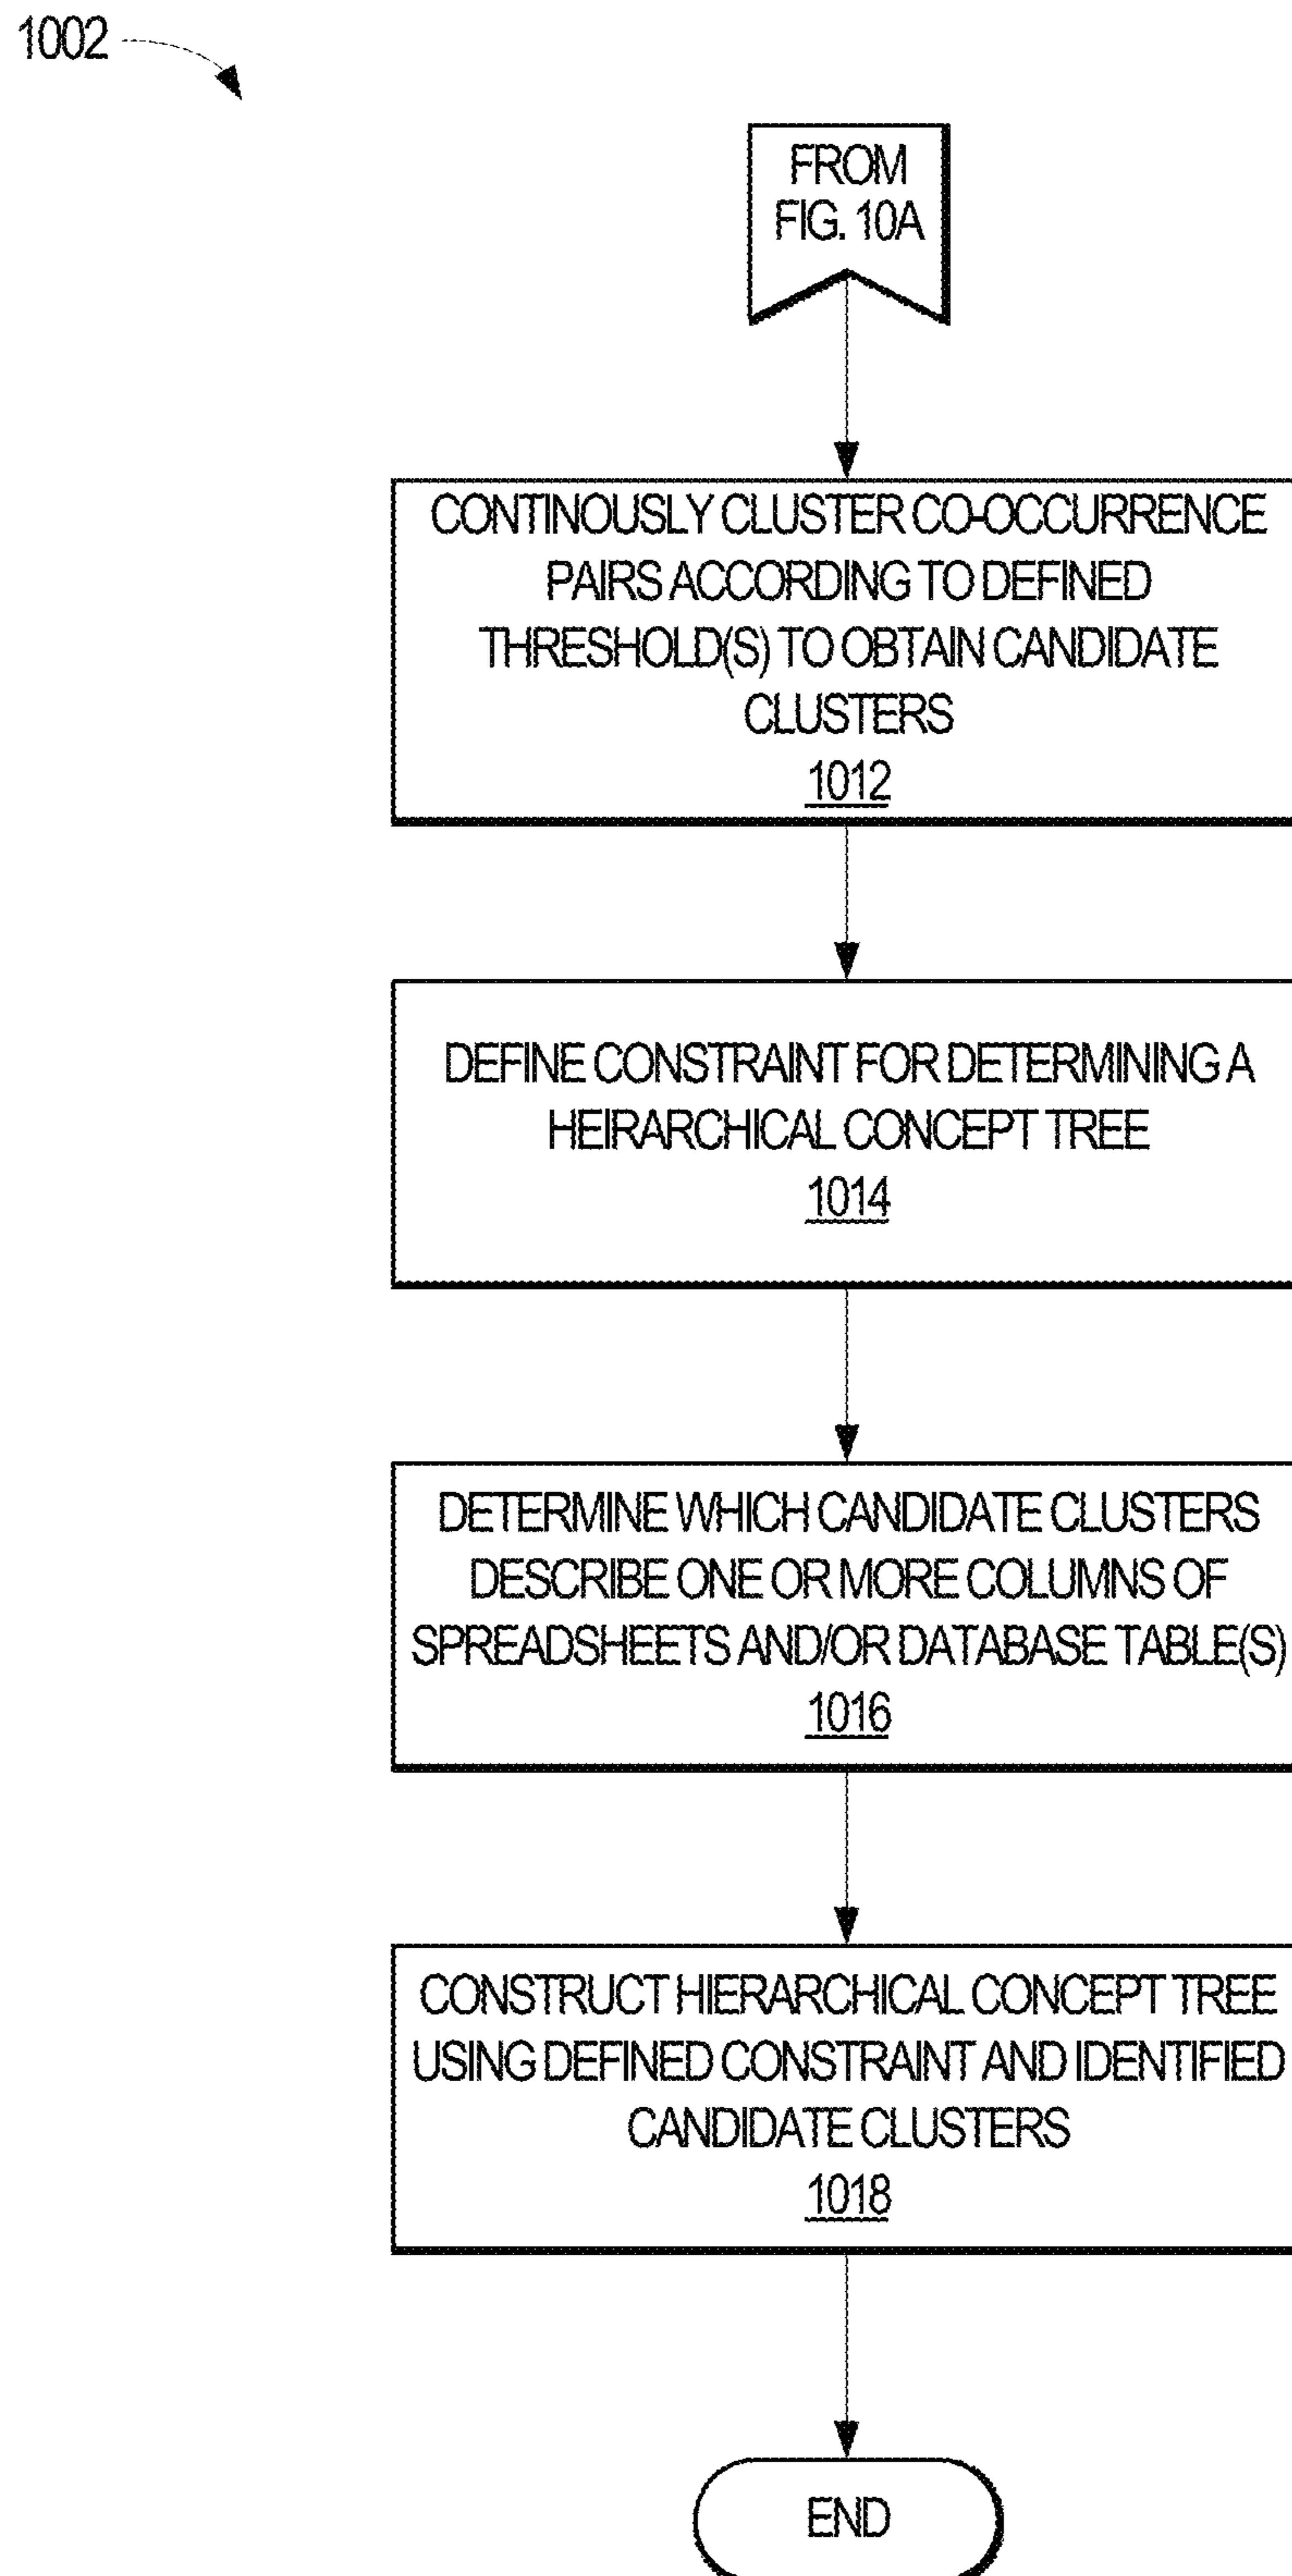 1002
FROM
FIG. 10A
CONTINOUSLY CLUSTER CO-OCCURRENCE
PAIRS ACCORDING TO DEFINED
THRESHOLD(S) TO OBTAIN CANDIDATE
CLUSTERS
1012
DEFINE CONSTRAINT FOR DETERMINING A
HEIRARCHICAL CONCEPT TREE
1014
DETERMINE WHICH CANDIDATE CLUSTERS
DESCRIBE ONE OR MORE COLUMNS OF
SPREADSHEETS AND/OR DATABASE TABLE(S)
1016
CONSTRUCT HIERARCHICAL CONCEPT TREE
USING DEFINED CONSTRAINT AND IDENTIFIED
CANDIDATE CLUSTERS
1018
END